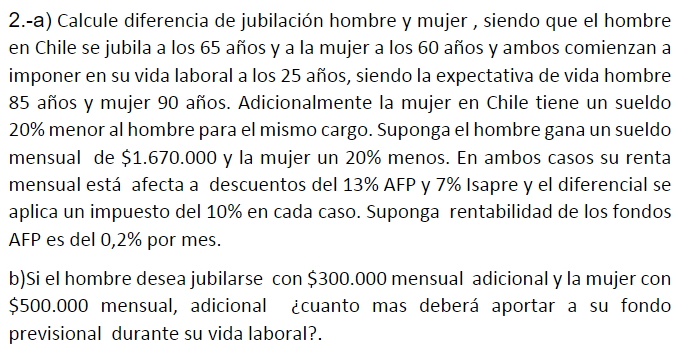 2.-a) Calcule diferencia de jubilación hombre y mujer , siendo que el hombre
en Chile se jubila a los 65 años y a la mujer a los 60 años y ambos comienzan a
imponer en su vida laboral a los 25 años, siendo la expectativa de vida hombre
85 años y mujer 90 años. Adicionalmente la mujer en Chile tiene un sueldo
20% menor al hombre para el mismo cargo. Suponga el hombre gana un sueldo
mensual de $1.670.000 y la mujer un 20% menos. En ambos casos su renta
mensual está afecta a descuentos del 13% AFP y 7% Isapre y el diferencial se
aplica un impuesto del 10% en cada caso. Suponga rentabilidad de los fondos
AFP es del 0,2% por mes.
b)Si el hombre desea jubilarse con $300.000 mensual adicional y la mujer con
$500.000 mensual, adicional ¿cuanto mas deberá aportar a su fondo
previsional durante su vida laboral?.